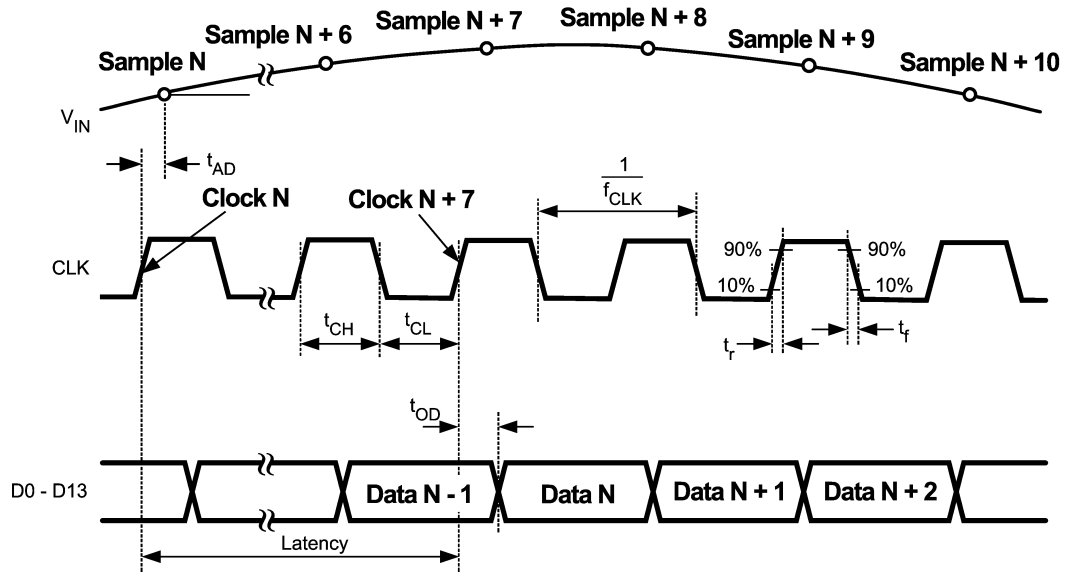 Sample N
Sample N + 6
Sample N + 7
Sample N + 8
Sample N + 9
Sample N + 10
VIN
tAD
Clock N
Clock N + 7
1
fCLK
CLK
90%
90%
10%
10%
tCH
tCL
tr
tf
tOD
D0 - D13
Data N - 1
Data N
Data N + 1
Data N + 2
Latency